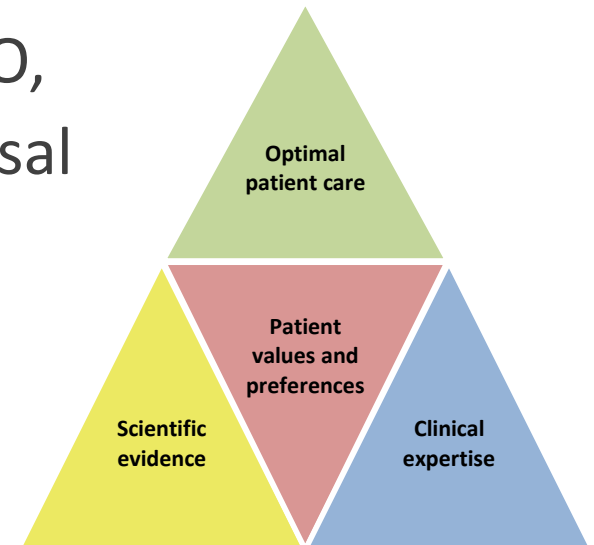 O,
sal
Optimal
patient care
Patient
values and
preferences
Scientific
evidence
Clinical
expertise